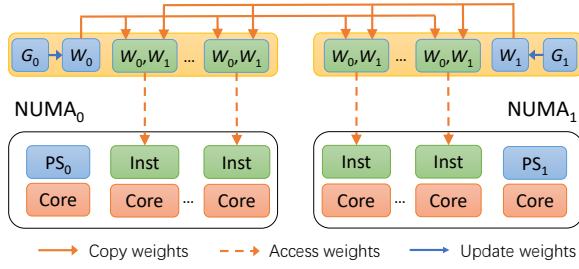 G0 W0 W0,W1 ... W0,W1 W0,W1 ... W0,W1 W1 G1
NUMA0 NUMA1
PS0 Inst Inst Inst Inst PS1
Core Core ... Core Core ... Core Core
Copy weights Access weights Update weights